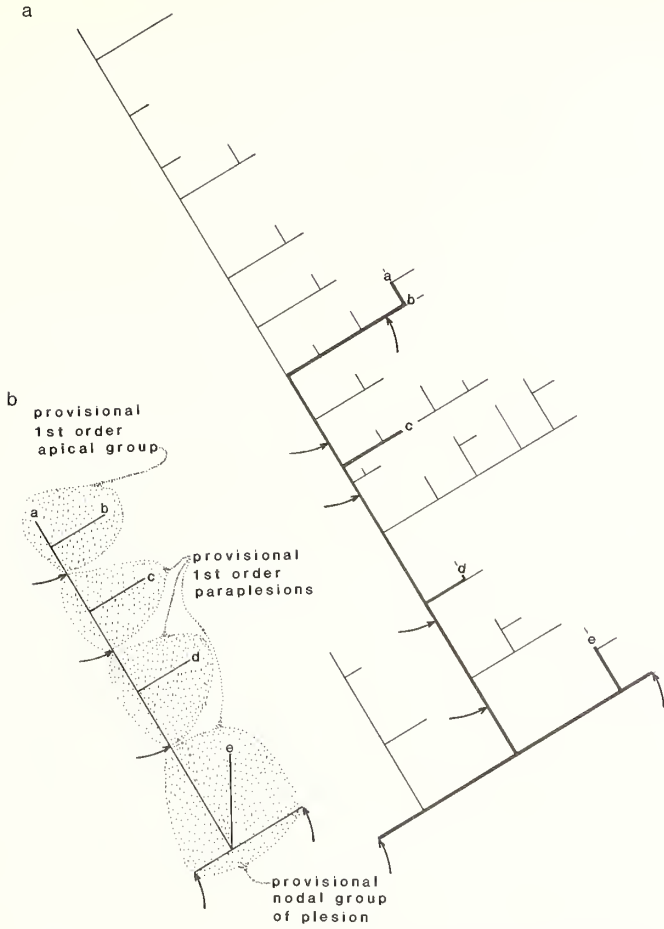 a
a
b
b
provisional
1st order
apical group
c
a
b
provisional
1st order
paraplesions
c
d
d
e
e
provisional
nodal group
of plesion